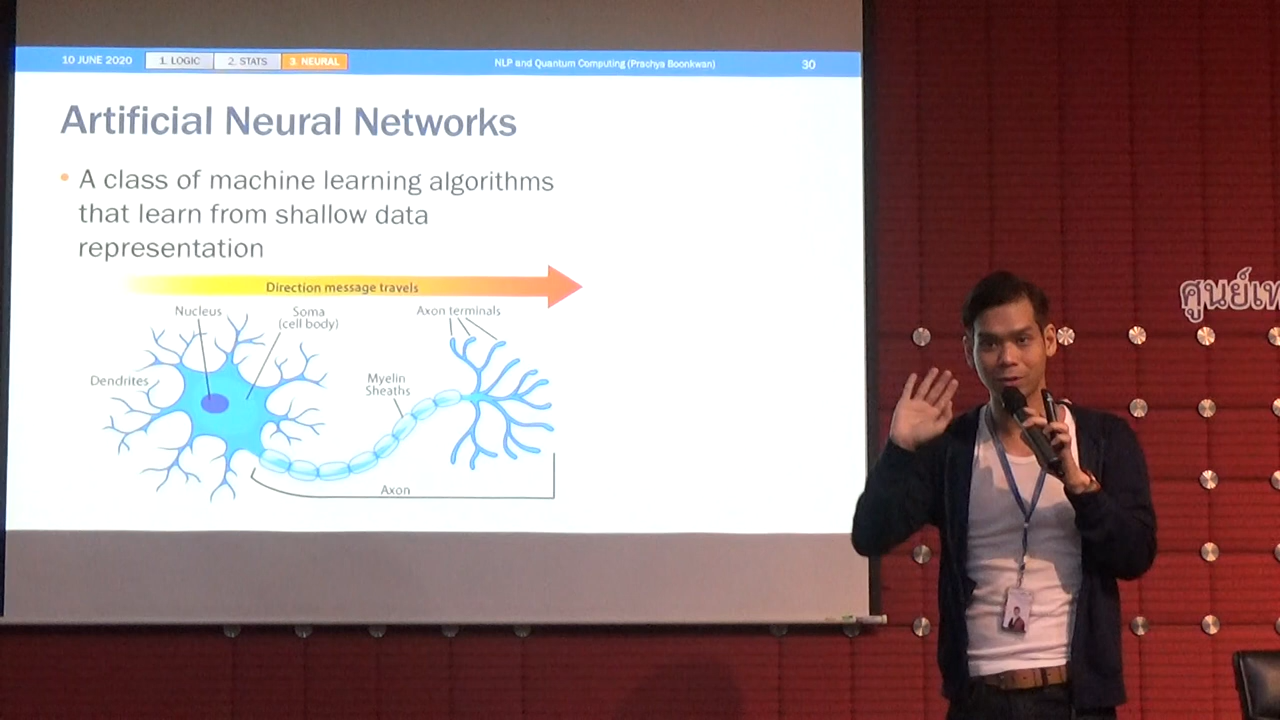 10 JUNE 2020
1. LOGIC
2. STATS
3. NEURAL
NLP and Quantum Computing (Prachya Boonkwan)
30
Artificial Neural Networks
• A class of machine learning algorithms
that learn from shallow data
representation
Direction message travels
Nucleus
Soma
(cell body)
Axon terminals
Dendrites
Myelin
Sheaths
Axon
ศูนย์เท